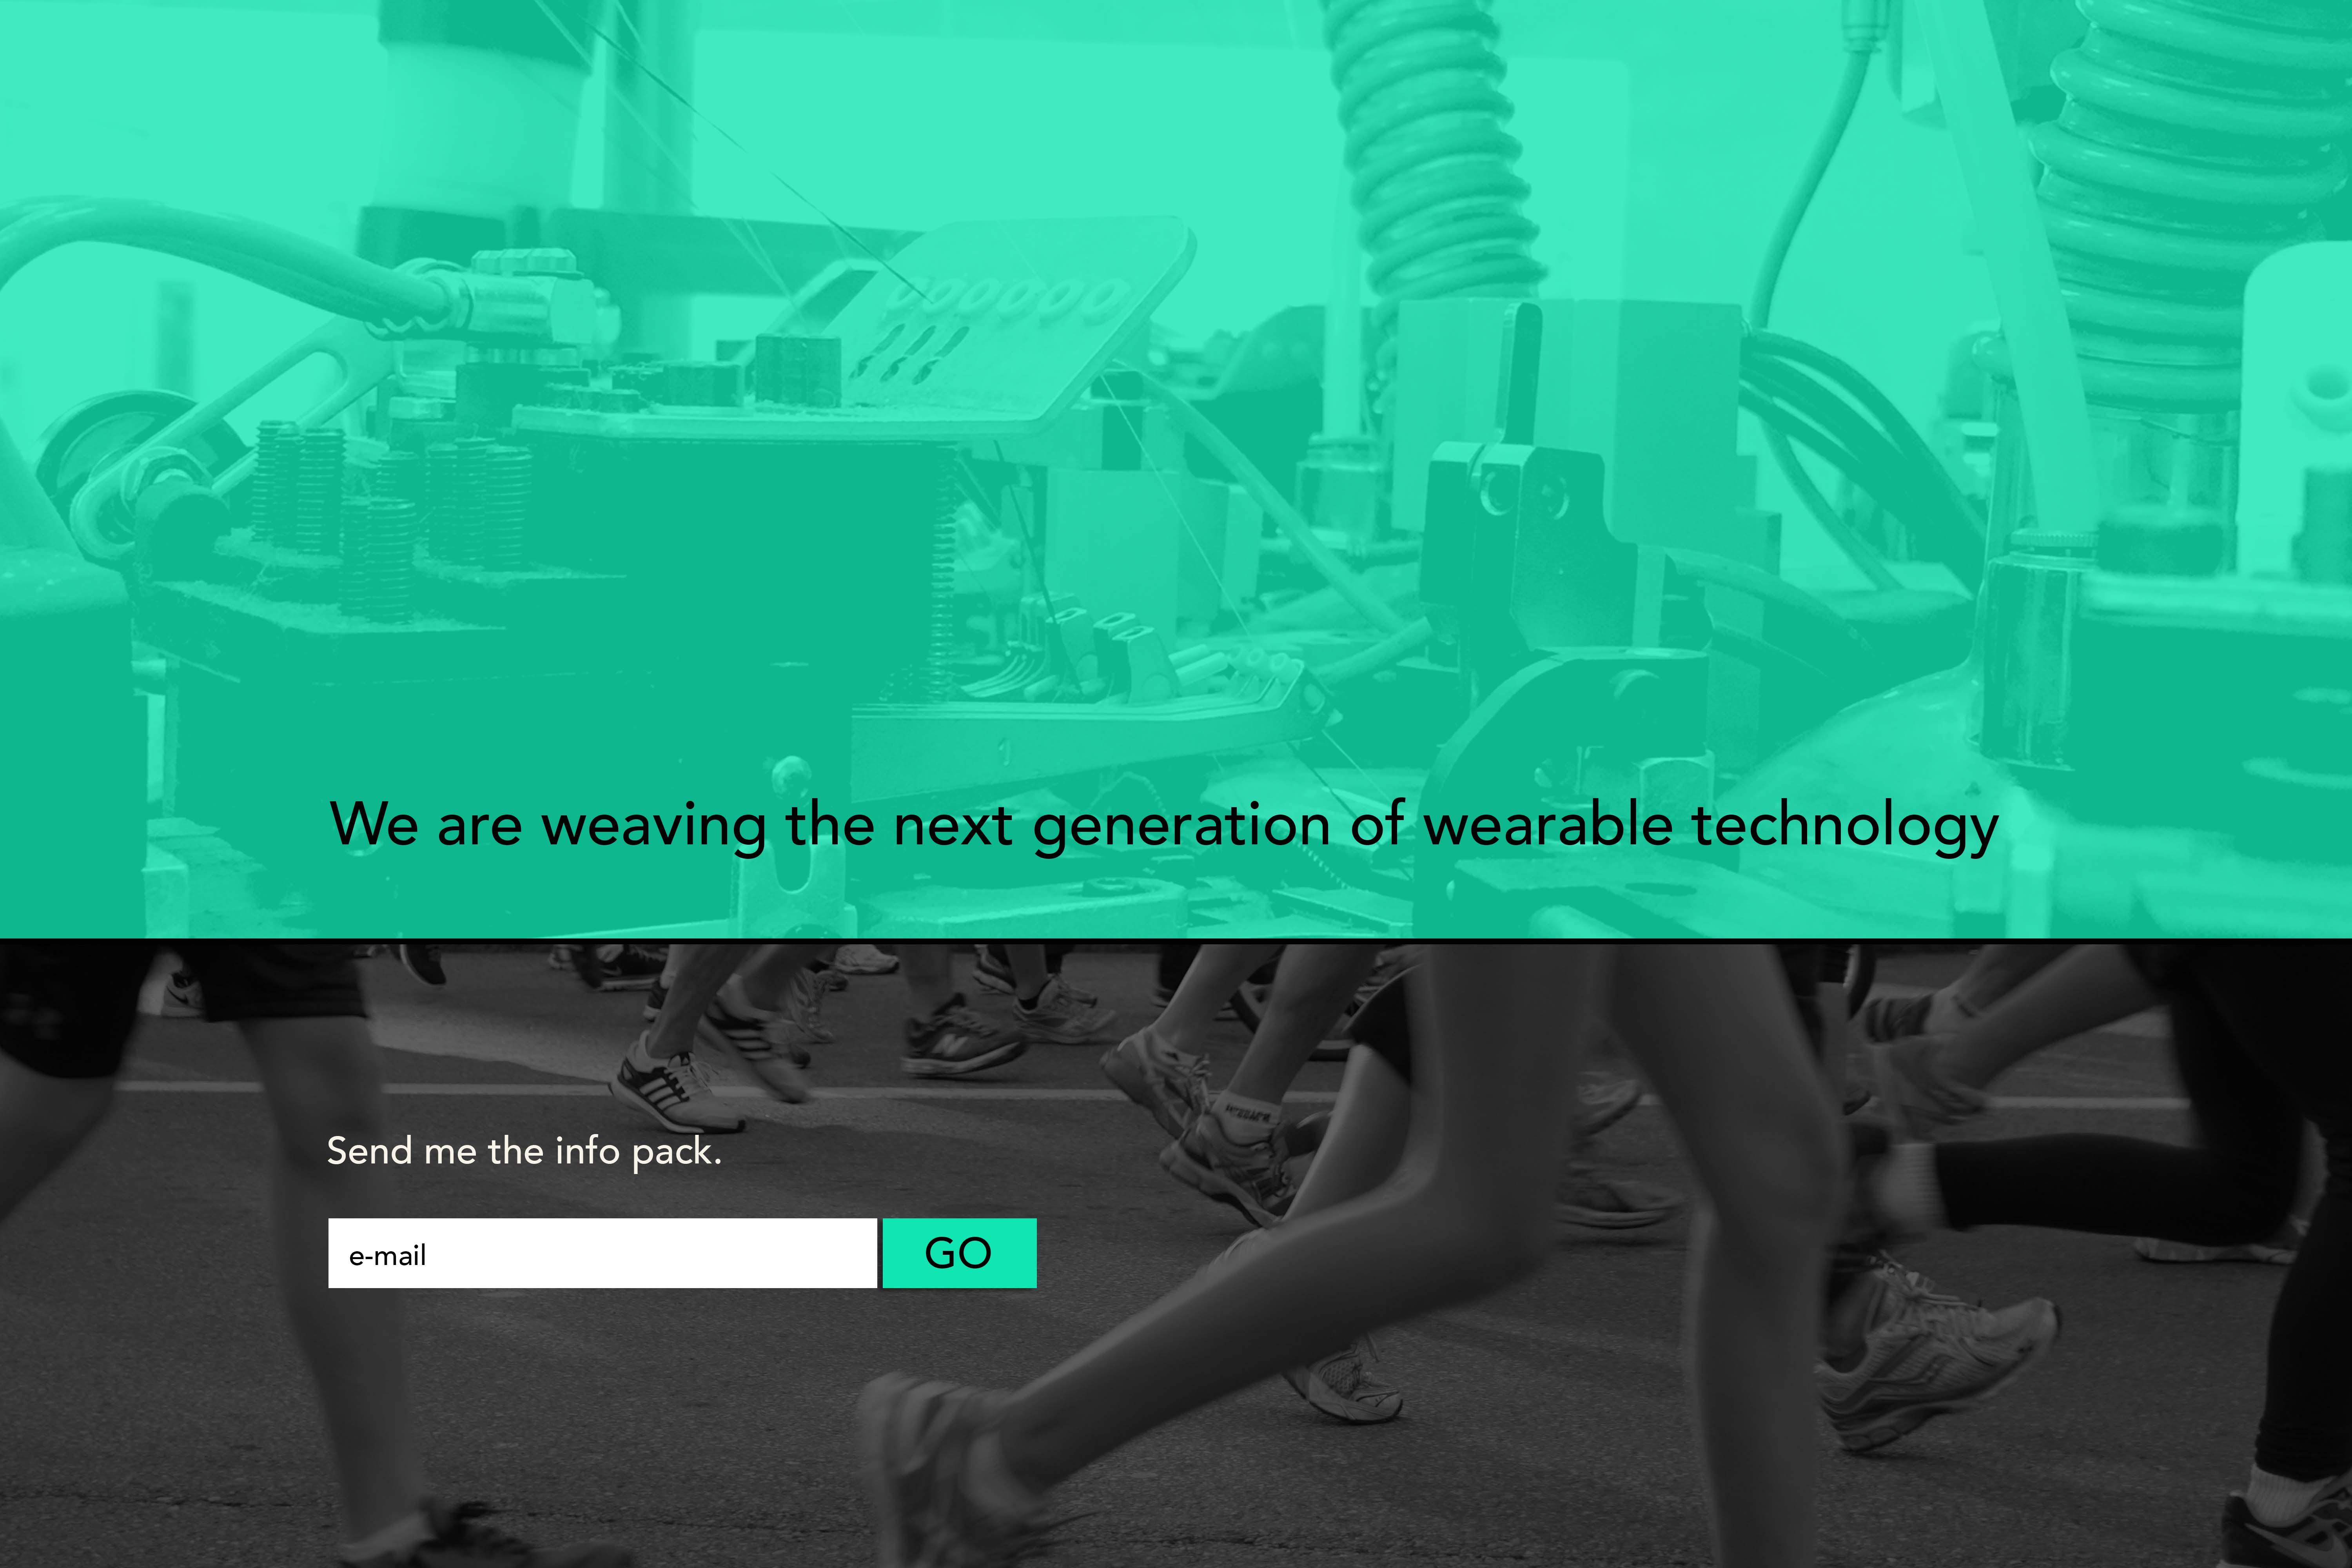 We are weaving the next generation of wearable technology
Send me the info pack.
e-mail
GO